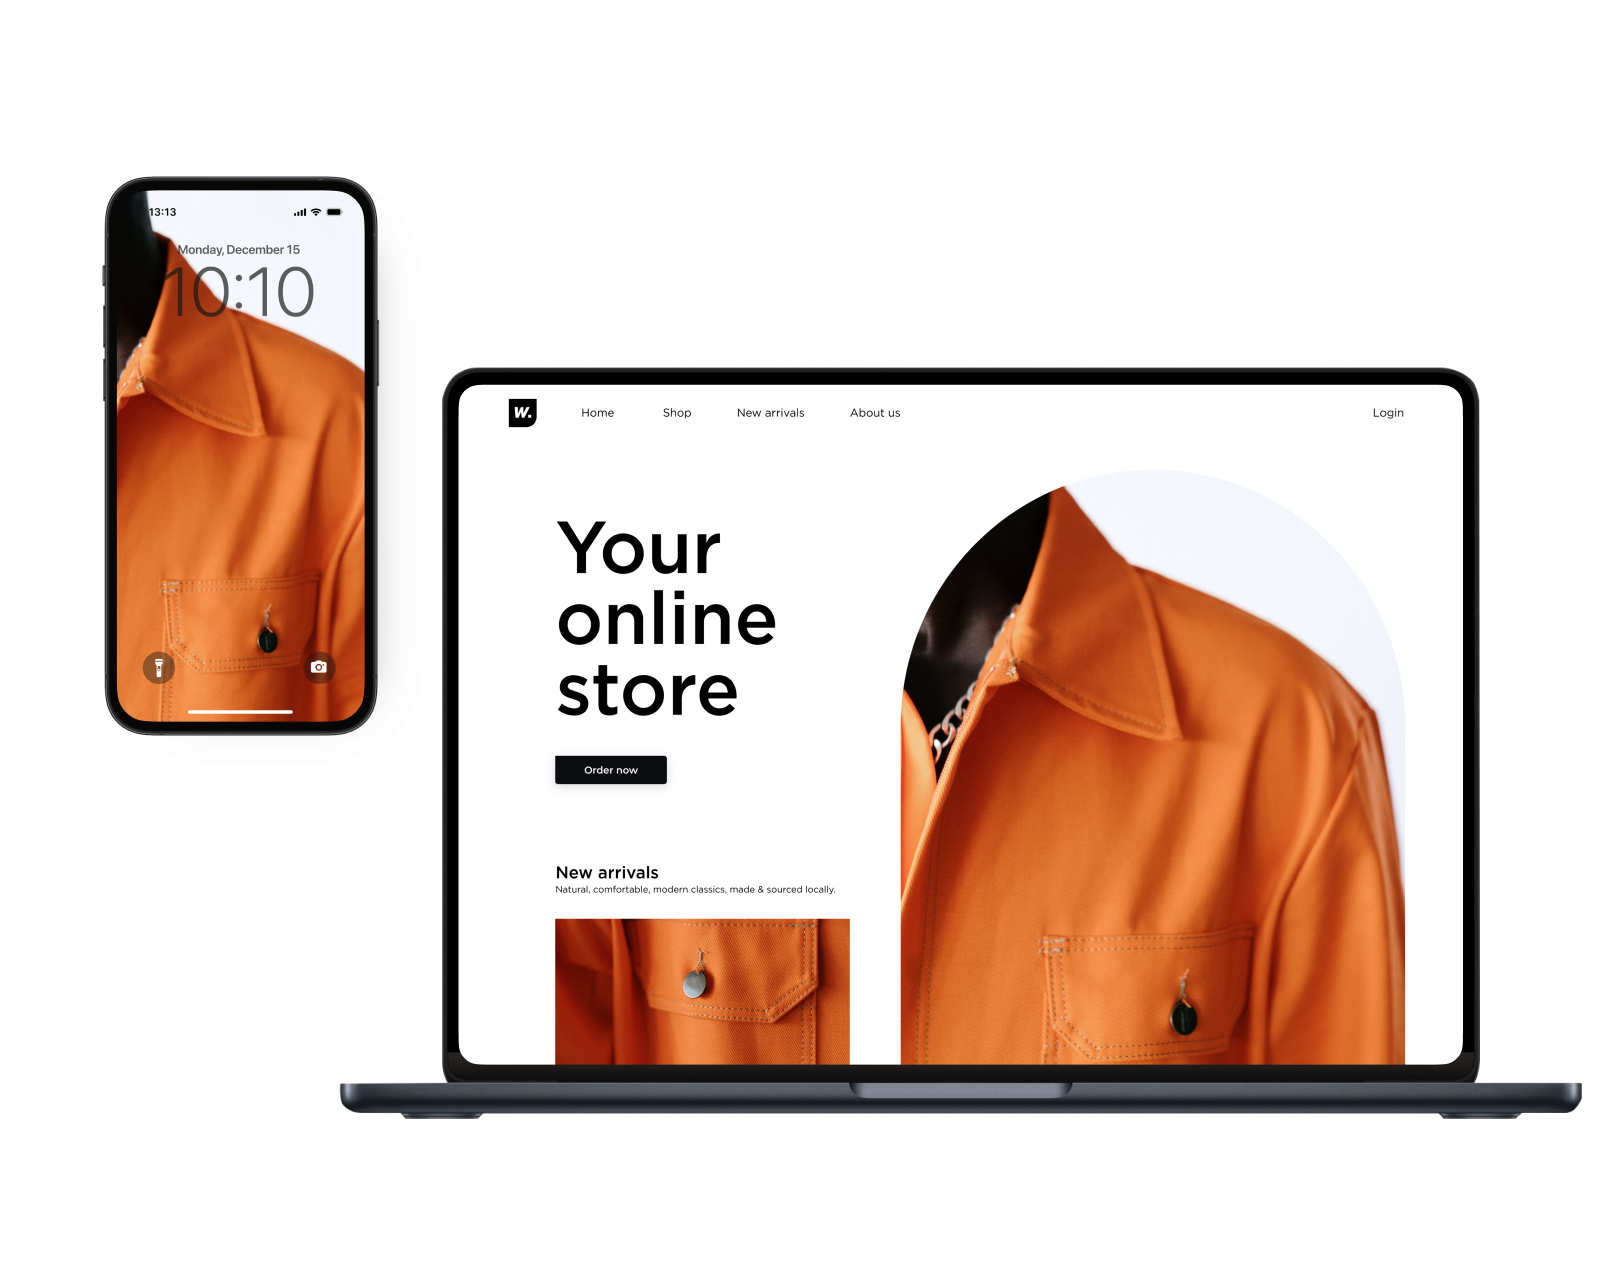 13:13
Monday, December 15
10:10
W.
Home
Shop
New arrivals
About us
Login
Your
online
store
Order now
New arrivals
Natural, comfortable, modern classics, made & sourced locally.